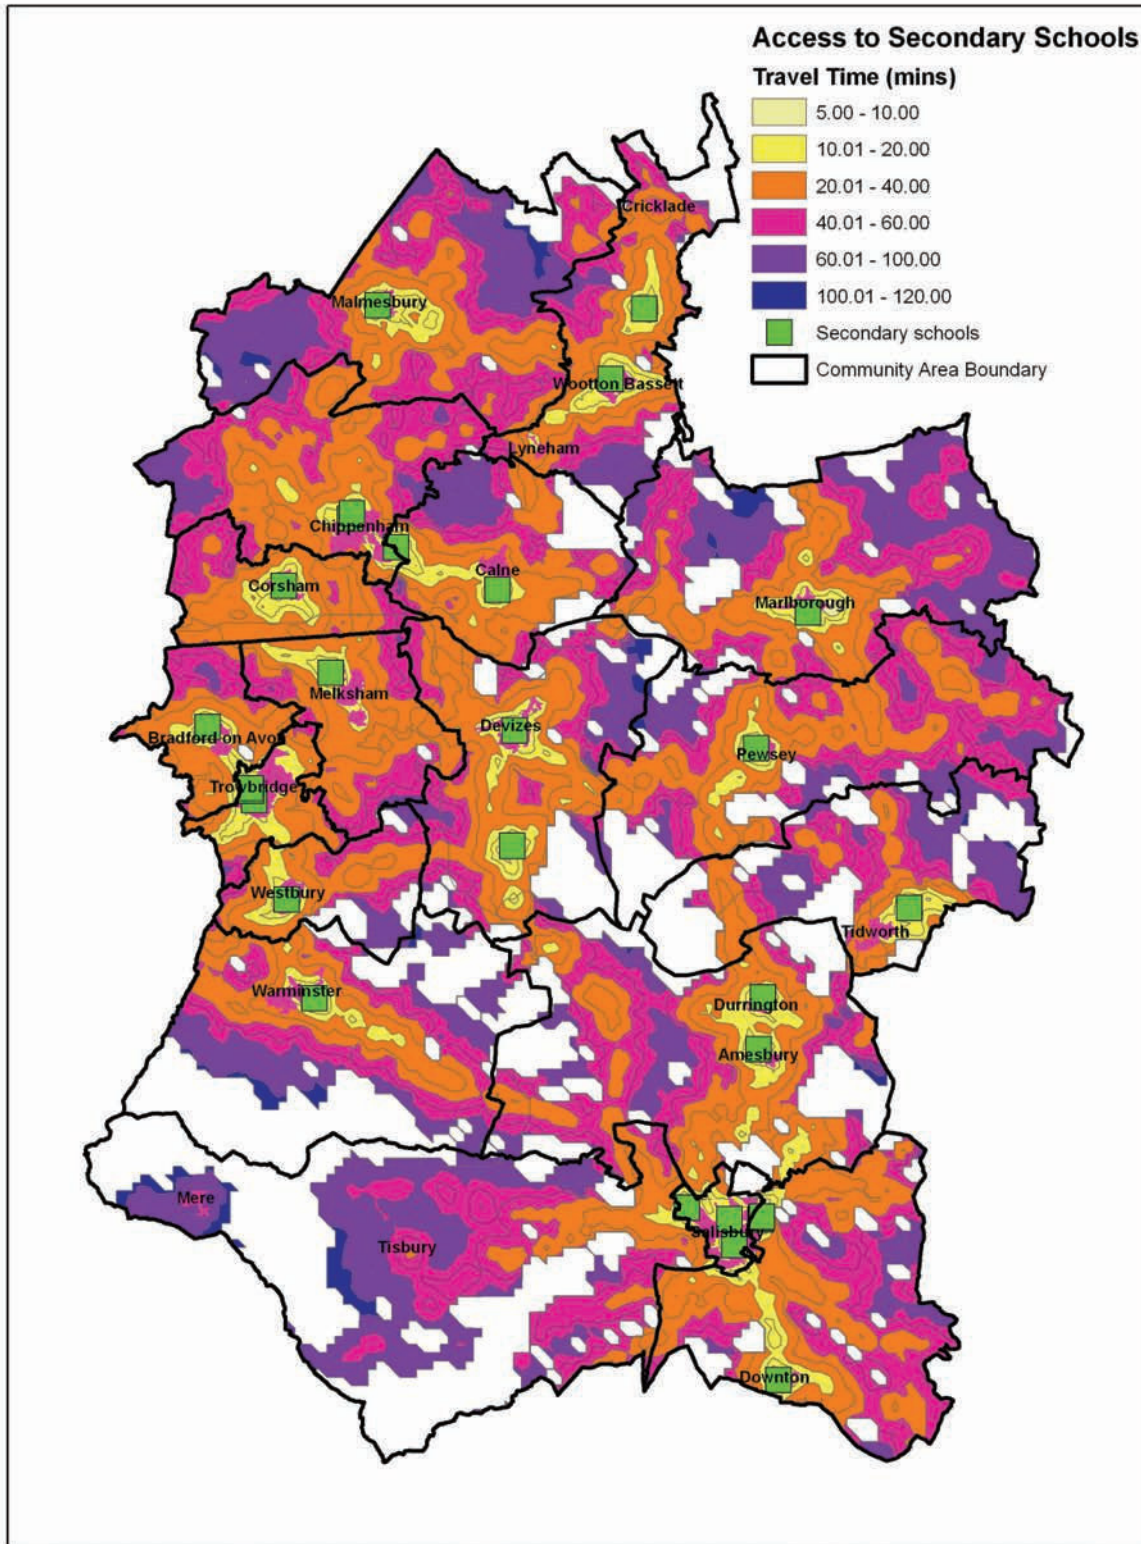 Access to Secondary Schools
Travel Time (mins)
5.00 - 10.00
10.01 - 20.00
20.01 - 40.00
40.01 - 60.00
60.01 - 100.00
100.01 - 120.00
Secondary schools
Community Area Boundary
Cricklade
Malmesbury
Wootton Bassett
Lyneham
Chippenham
Calne
Corsham
Marlborough
Melksham
Devizes
Bradford on Avon
Pewsey
Trowbridge
Westbury
Tidworth
Warminster
Durrington
Amesbury
Mere
Tisbury
Salisbury
Downton